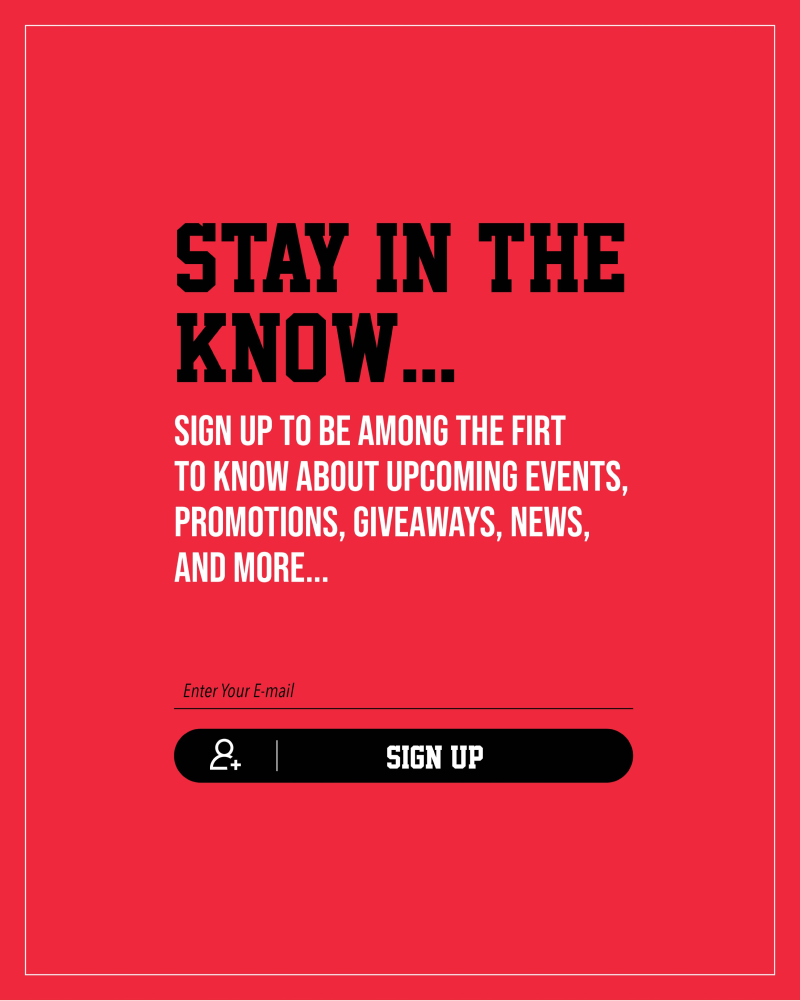 STAY IN THE
KNOW...
SIGN UP TO BE AMONG THE FIRT
TO KNOW ABOUT UPCOMING EVENTS,
PROMOTIONS, GIVEAWAYS, NEWS,
AND MORE...
Enter Your E-mail
SIGN UP